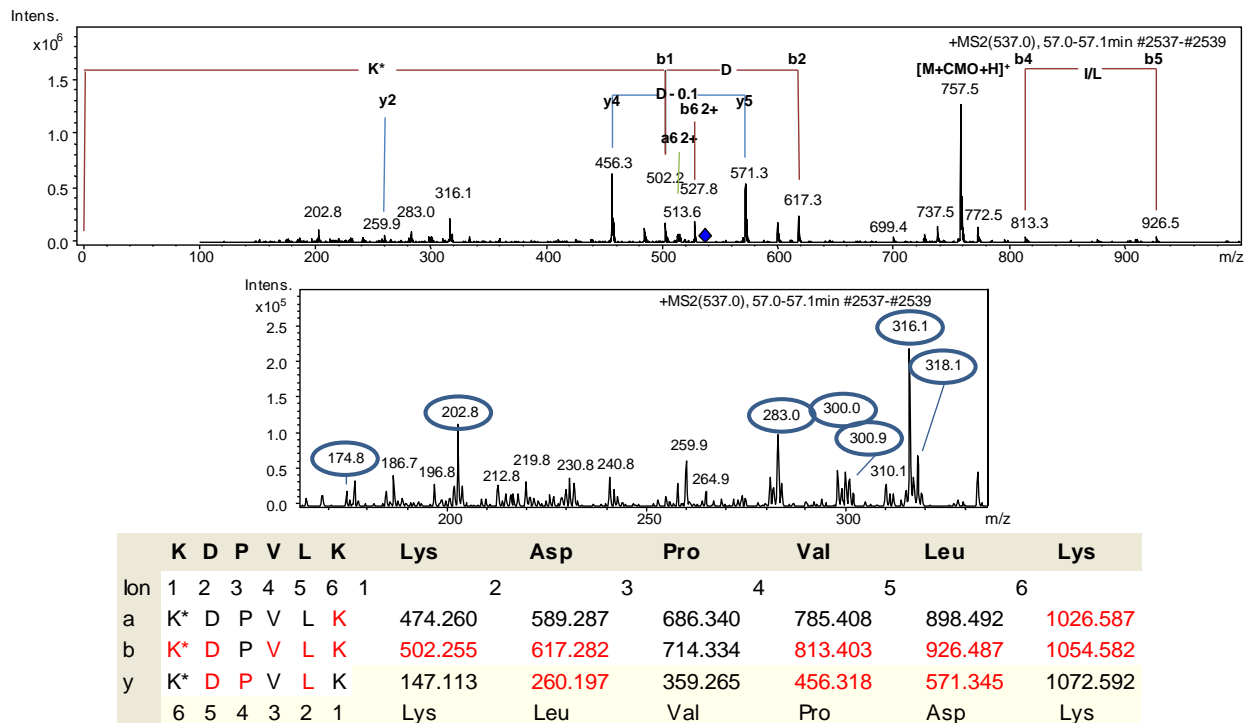 Intens.
x10⁶
+MS2(537.0), 57.0-57.1min #2537-#2539
1.5
1.0
0.5
0.0
K*
b1
D
b2
[M+CMO+H]⁺
b4
I/L
b5
y2
y4
D - 0.1
y5
b6 2+
a6 2+
757.5
456.3
502.2
527.8
571.3
617.3
513.6
202.8
259.9
283.0
316.1
699.4
737.5
772.5
813.3
926.5
100
200
300
400
500
600
700
800
900
m/z
Intens.
x10⁵
+MS2(537.0), 57.0-57.1min #2537-#2539
2.5
2.0
1.5
1.0
0.5
0.0
316.1
318.1
202.8
283.0
300.0
300.9
174.8
186.7
196.8
212.8
219.8
230.8
240.8
259.9
264.9
310.1
200
250
300
m/z
K D P V L K Lys Asp Pro Val Leu Lys
Ion 1 2 3 4 5 6 1 2 3 4 5 6
a K* D P V L K 474.260 589.287 686.340 785.408 898.492 1026.587
b K* D P V L K 502.255 617.282 714.334 813.403 926.487 1054.582
y K* D P V L K 147.113 260.197 359.265 456.318 571.345 1072.592
6 5 4 3 2 1 Lys Leu Val Pro Asp Lys